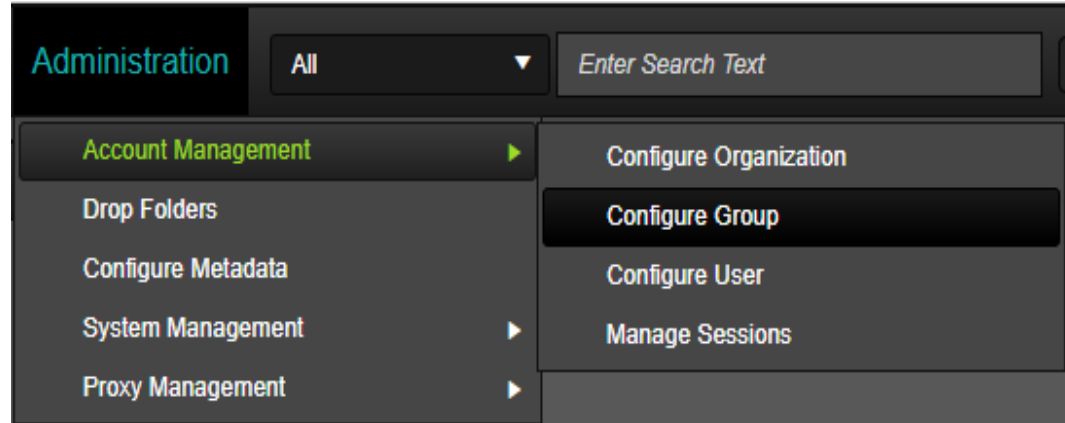 Administration
All
Enter Search Text
Account Management
Drop Folders
Configure Metadata
System Management
Proxy Management
Configure Organization
Configure Group
Configure User
Manage Sessions